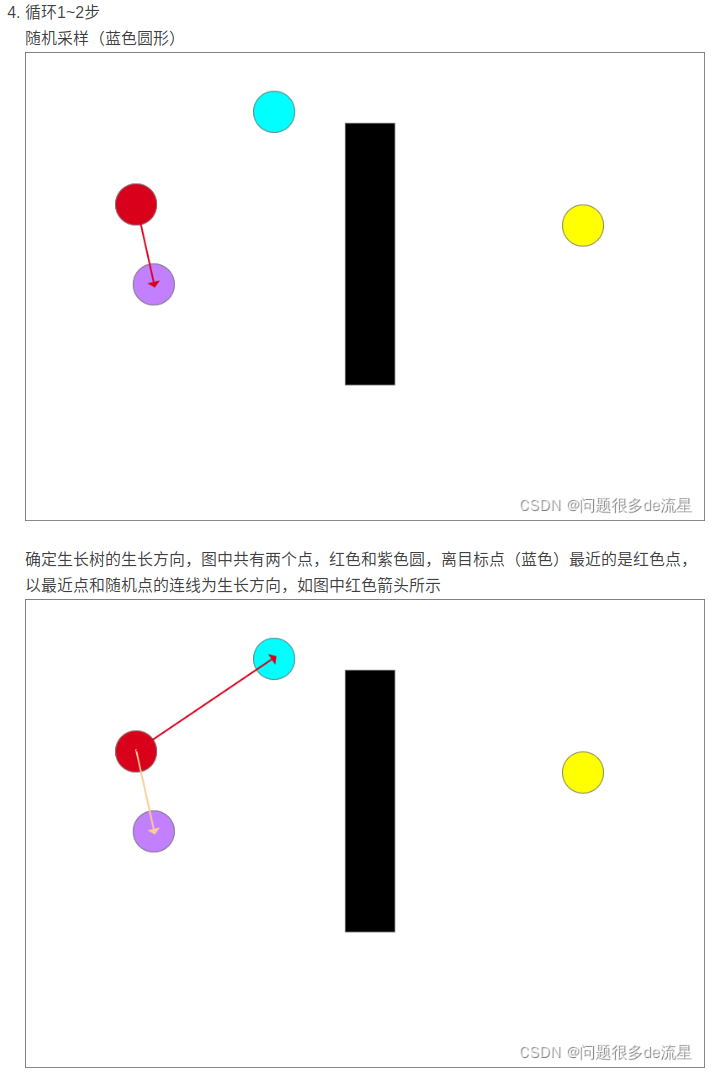 4. 循环1~2步
随机采样（蓝色圆形）
CSDN @问题很多de流星
确定生长树的生长方向，图中共有两个点，红色和紫色圆，离目标点（蓝色）最近的是红色点，
以最近点和随机点的连线为生长方向，如图中红色箭头所示
CSDN @问题很多de流星